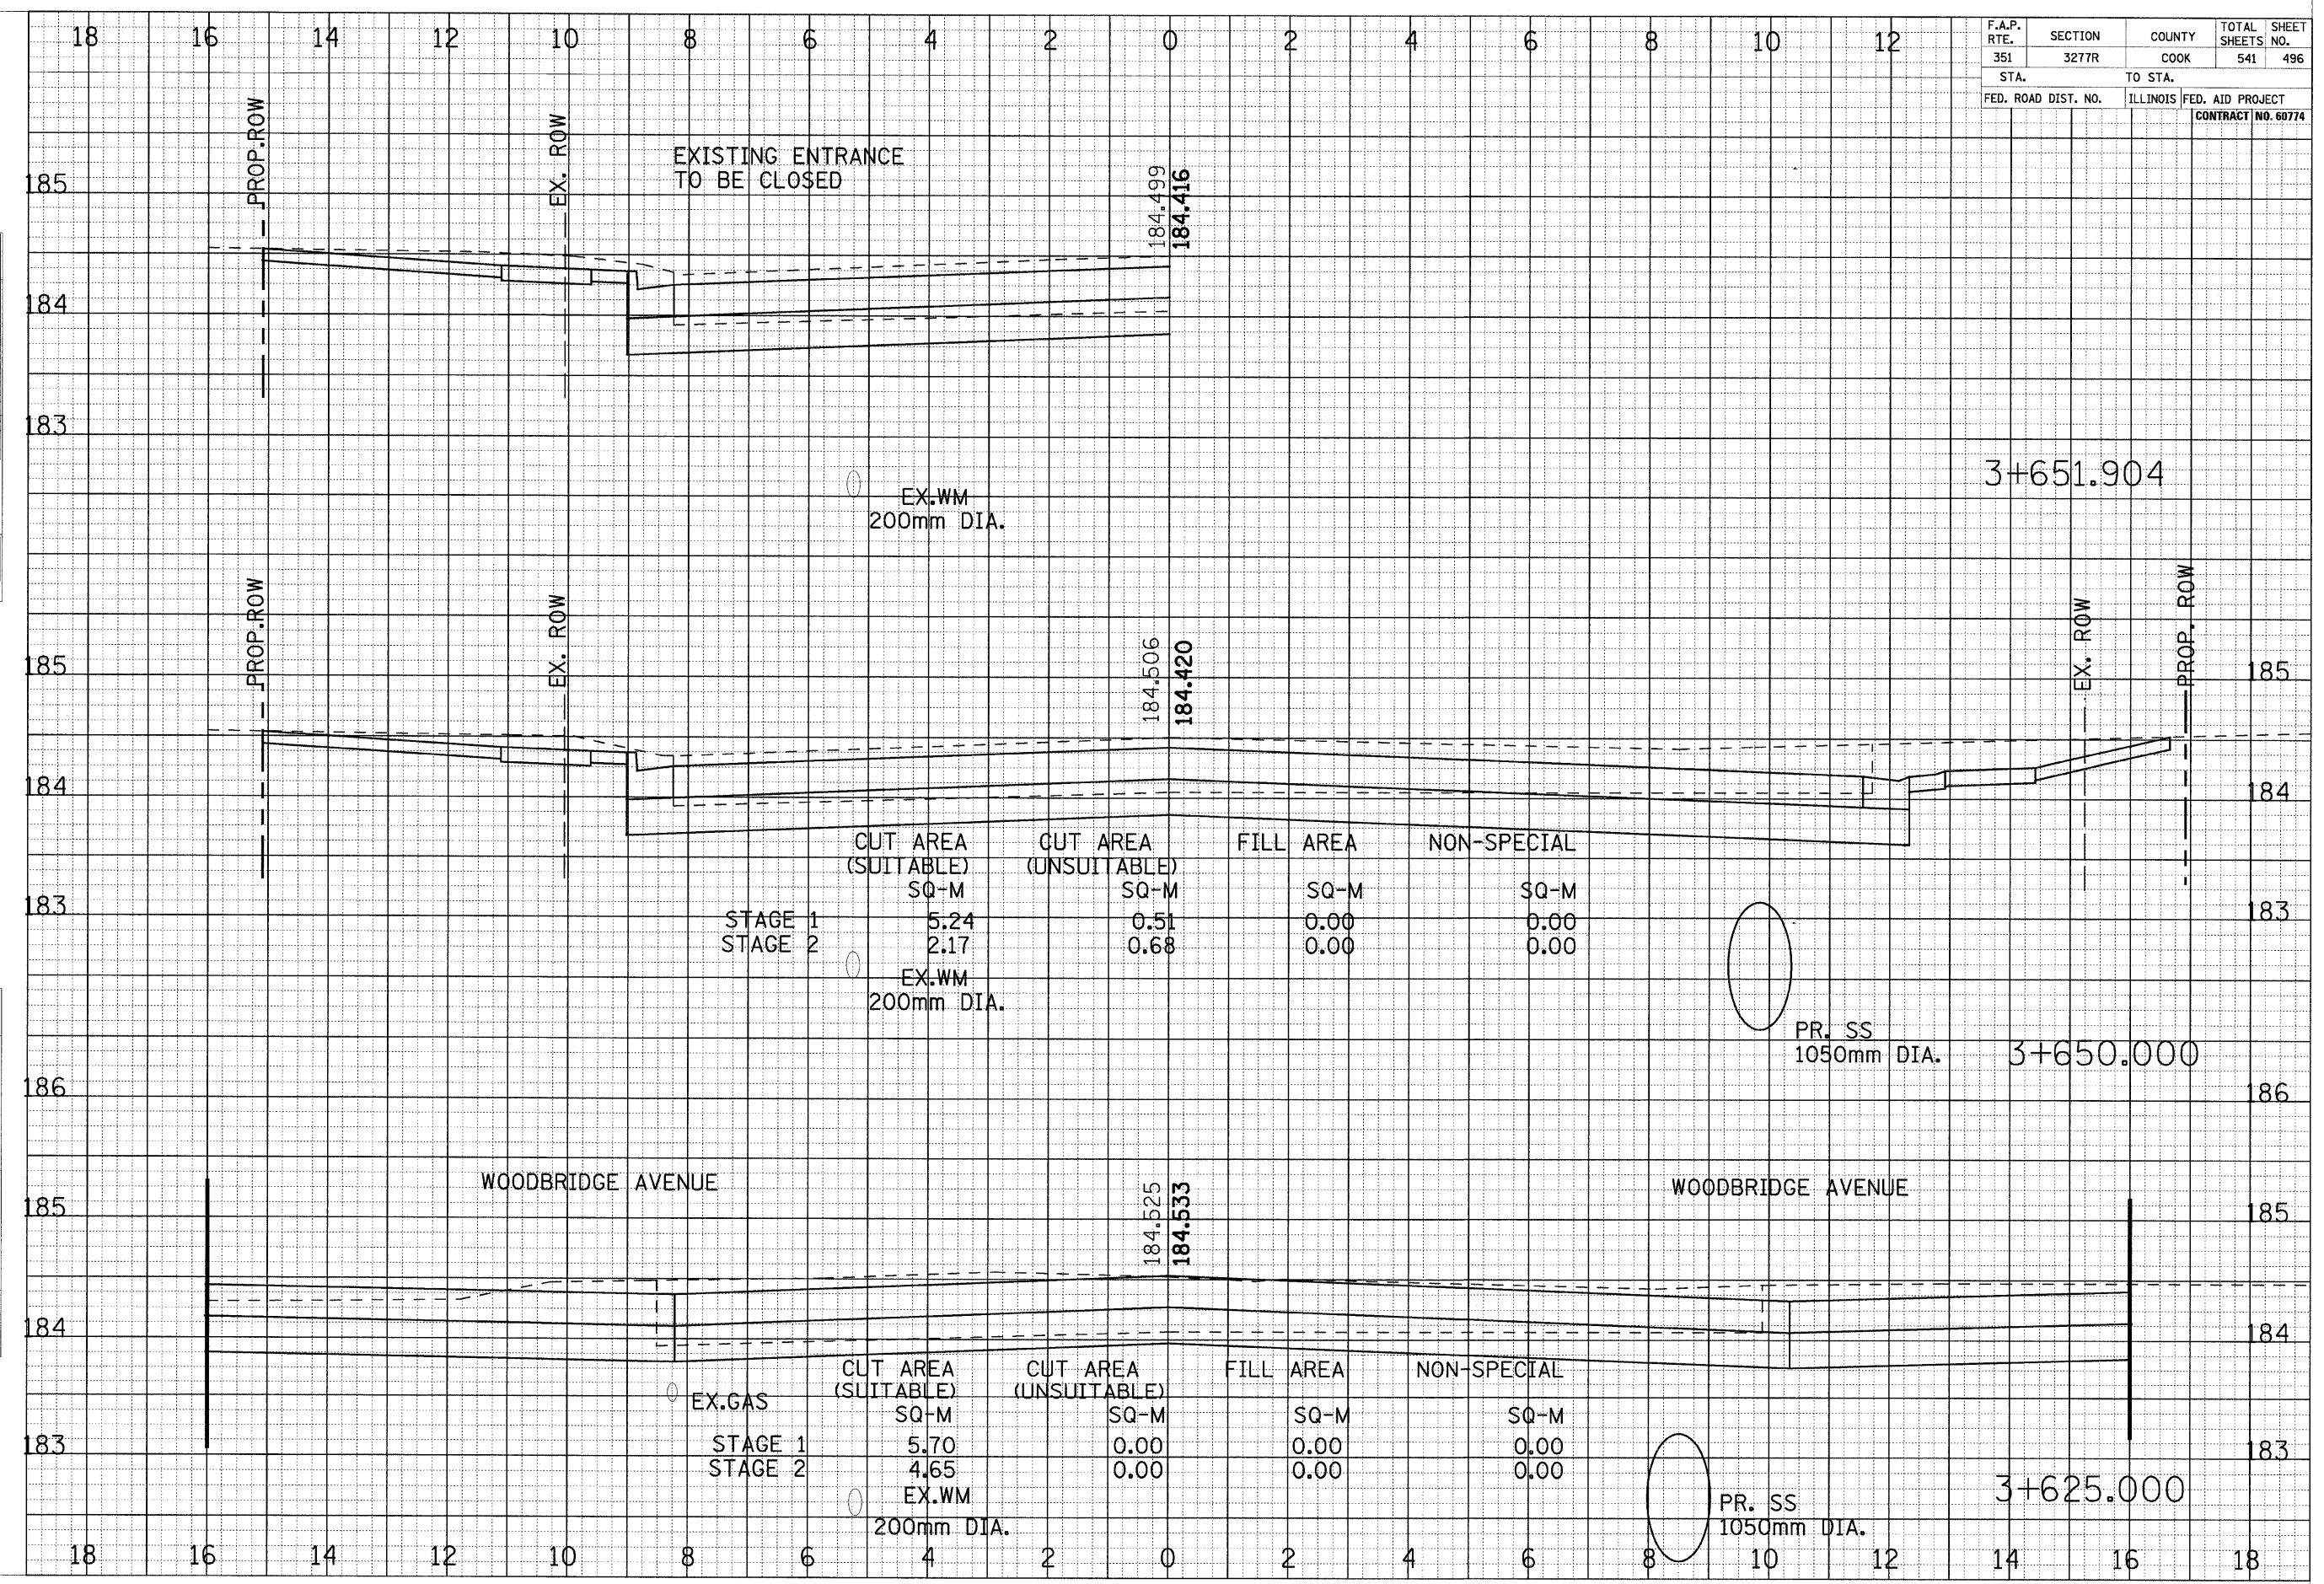 18 16 14 12 10 8 6 4 2 0 2 4 6 8 10 12
F.A.P. RTE. SECTION COUNTY TOTAL SHEETS SHEET NO.
351 3277R COOK 541 496
STA. TO STA.
FED. ROAD DIST. NO. ILLINOIS FED. AID PROJECT
CONTRACT NO. 60774
PROP.ROW
EX. ROW
EXISTING ENTRANCE
TO BE CLOSED
184.499
184.416
185
184
183
EX.WM
200mm DIA.
3+651.904
PROP.ROW
EX. ROW
184.506
184.420
EX. ROW
PROP. ROW
185 185
184 184
CUT AREA CUT AREA FILL AREA NON-SPECIAL
(SUITABLE) (UNSUITABLE)
SQ-M SQ-M SQ-M SQ-M
183 183
STAGE 1 5.24 0.51 0.00 0.00
STAGE 2 2.17 0.68 0.00 0.00
EX.WM
200mm DIA.
PR. SS
1050mm DIA.
3+650.000
186 186
WOODBRIDGE AVENUE
184.525
184.533
WOODBRIDGE AVENUE
185 185
184 184
CUT AREA CUT AREA FILL AREA NON-SPECIAL
(SUITABLE) (UNSUITABLE)
EX.GAS
SQ-M SQ-M SQ-M SQ-M
183 183
STAGE 1 5.70 0.00 0.00 0.00
STAGE 2 4.65 0.00 0.00 0.00
EX.WM
200mm DIA.
PR. SS
1050mm DIA.
3+625.000
18 16 14 12 10 8 6 4 2 0 2 4 6 8 10 12 14 16 18